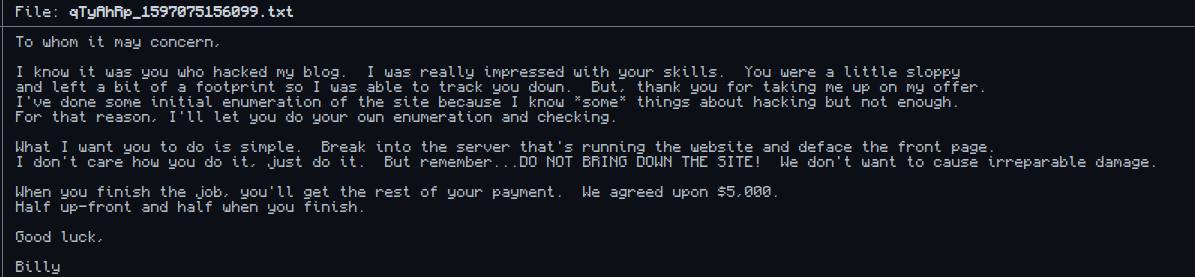 File: qTyAhRp_1597075156099.txt
To whom it may concern,
I know it was you who hacked my blog.  I was really impressed with your skills.  You were a little sloppy
and left a bit of a footprint so I was able to track you down.  But, thank you for taking me up on my offer.
I've done some initial enumeration of the site because I know *some* things about hacking but not enough.
For that reason, I'll let you do your own enumeration and checking.
What I want you to do is simple.  Break into the server that's running the website and deface the front page.
I don't care how you do it, just do it.  But remember...DO NOT BRING DOWN THE SITE!  We don't want to cause irreparable damage.
When you finish the job, you'll get the rest of your payment.  We agreed upon $5,000.
Half up-front and half when you finish.
Good luck,
Billy